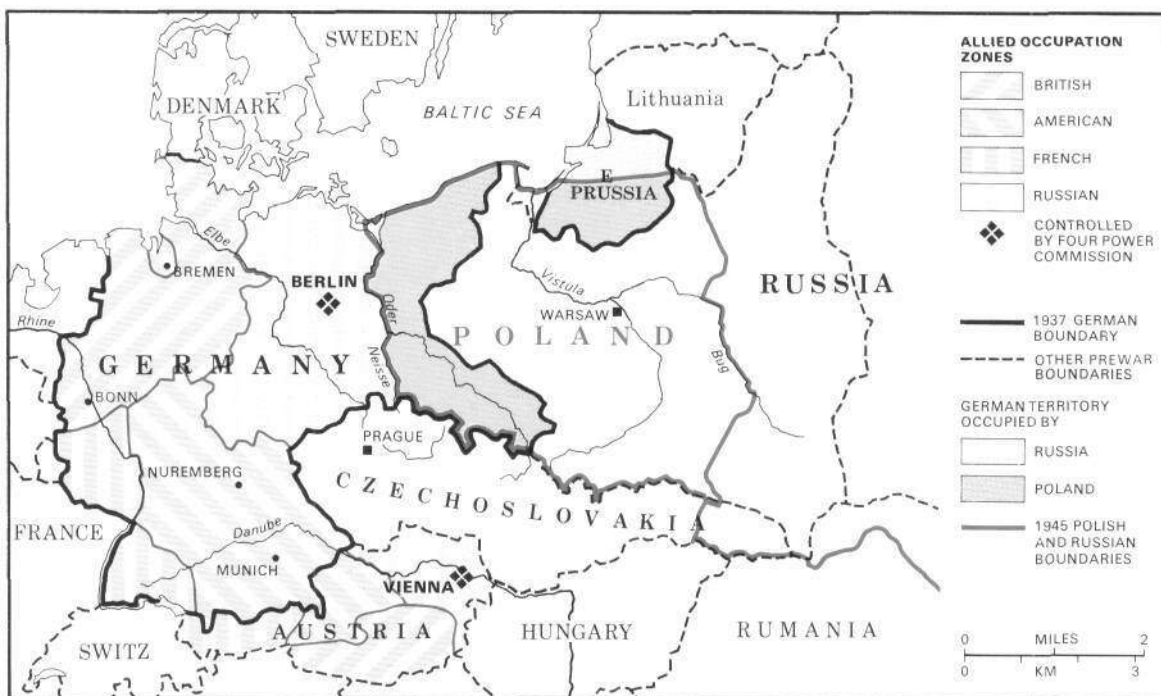 SWEDEN
DENMARK
BALTIC SEA
Lithuania
E
PRUSSIA
Elbe
BREMEN
BERLIN
Oder
Vistula
WARSAW
RUSSIA
Rhine
POLAND
GERMANY
Neisse
Bug
BONN
PRAGUE
NUREMBERG
CZECHOSLOVAKIA
FRANCE
Danube
MUNICH
VIENNA
AUSTRIA
SWITZ
HUNGARY
RUMANIA
ALLIED OCCUPATION
ZONES
BRITISH
AMERICAN
FRENCH
RUSSIAN
CONTROLLED
BY FOUR POWER
COMMISSION
1937 GERMAN
BOUNDARY
OTHER PREWAR
BOUNDARIES
GERMAN TERRITORY
OCCUPIED BY
RUSSIA
POLAND
1945 POLISH
AND RUSSIAN
BOUNDARIES
0 MILES 2
0 KM 3